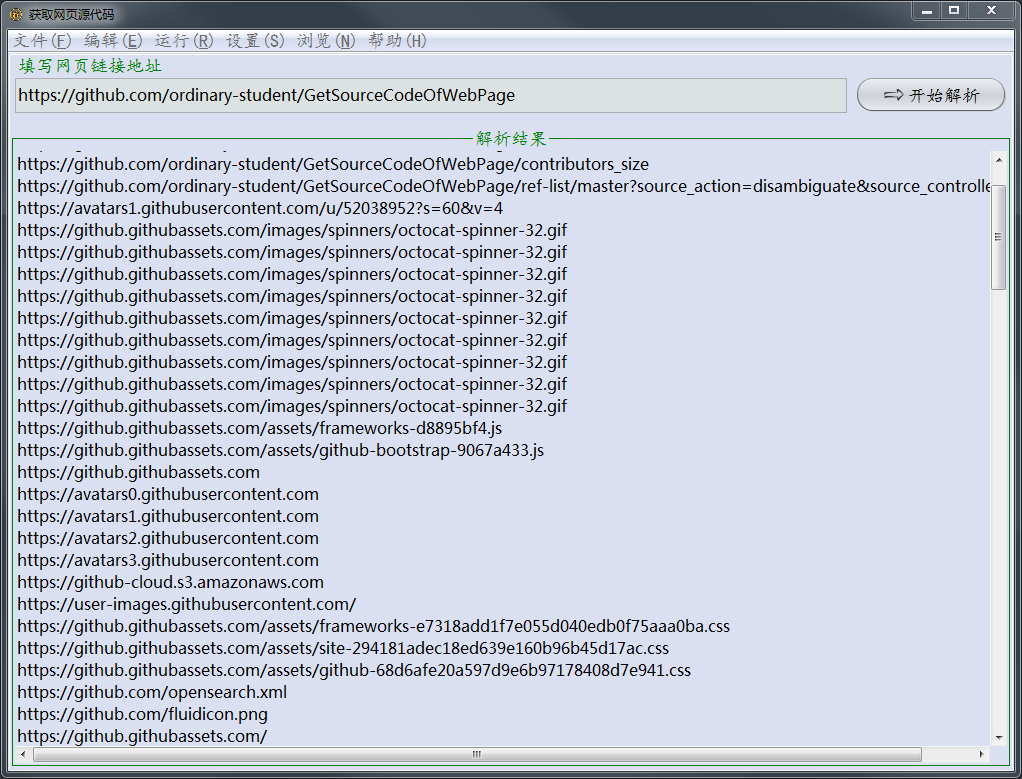 获取网页源代码
文件(F) 编辑(E) 运行(R) 设置(S) 浏览(N) 帮助(H)
填写网页链接地址
https://github.com/ordinary-student/GetSourceCodeOfWebPage
开始解析
解析结果
https://github.com/ordinary-student/GetSourceCodeOfWebPage/contributors_size
https://github.com/ordinary-student/GetSourceCodeOfWebPage/ref-list/master?source_action=disambiguate&source_controlle
https://avatars1.githubusercontent.com/u/52038952?s=60&v=4
https://github.githubassets.com/images/spinners/octocat-spinner-32.gif
https://github.githubassets.com/images/spinners/octocat-spinner-32.gif
https://github.githubassets.com/images/spinners/octocat-spinner-32.gif
https://github.githubassets.com/images/spinners/octocat-spinner-32.gif
https://github.githubassets.com/images/spinners/octocat-spinner-32.gif
https://github.githubassets.com/images/spinners/octocat-spinner-32.gif
https://github.githubassets.com/images/spinners/octocat-spinner-32.gif
https://github.githubassets.com/images/spinners/octocat-spinner-32.gif
https://github.githubassets.com/images/spinners/octocat-spinner-32.gif
https://github.githubassets.com/assets/frameworks-d8895bf4.js
https://github.githubassets.com/assets/github-bootstrap-9067a433.js
https://github.githubassets.com
https://avatars0.githubusercontent.com
https://avatars1.githubusercontent.com
https://avatars2.githubusercontent.com
https://avatars3.githubusercontent.com
https://github-cloud.s3.amazonaws.com
https://user-images.githubusercontent.com/
https://github.githubassets.com/assets/frameworks-e7318add1f7e055d040edb0f75aaa0ba.css
https://github.githubassets.com/assets/site-294181adec18ed639e160b96b45d17ac.css
https://github.githubassets.com/assets/github-68d6afe20a597d9e6b97178408d7e941.css
https://github.com/opensearch.xml
https://github.com/fluidicon.png
https://github.githubassets.com/